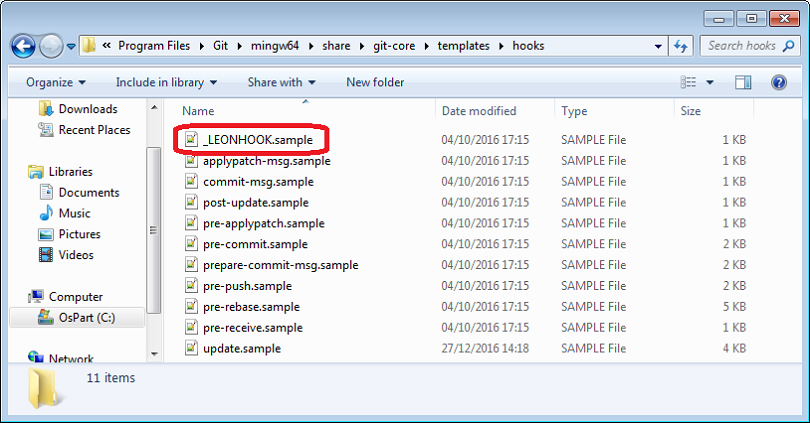 « Program Files ▸ Git ▸ mingw64 ▸ share ▸ git-core ▸ templates ▸ hooks Search hooks
Organize Include in library Share with New folder
Downloads
Recent Places
Libraries
Documents
Music
Pictures
Videos
Computer
OsPart (C:)
Network
Name Date modified Type Size
_LEONHOOK.sample 04/10/2016 17:15 SAMPLE File 1 KB
applypatch-msg.sample 04/10/2016 17:15 SAMPLE File 1 KB
commit-msg.sample 04/10/2016 17:15 SAMPLE File 1 KB
post-update.sample 04/10/2016 17:15 SAMPLE File 1 KB
pre-applypatch.sample 04/10/2016 17:15 SAMPLE File 1 KB
pre-commit.sample 04/10/2016 17:15 SAMPLE File 2 KB
prepare-commit-msg.sample 04/10/2016 17:15 SAMPLE File 2 KB
pre-push.sample 04/10/2016 17:15 SAMPLE File 2 KB
pre-rebase.sample 04/10/2016 17:15 SAMPLE File 5 KB
pre-receive.sample 04/10/2016 17:15 SAMPLE File 1 KB
update.sample 27/12/2016 14:18 SAMPLE File 4 KB
11 items